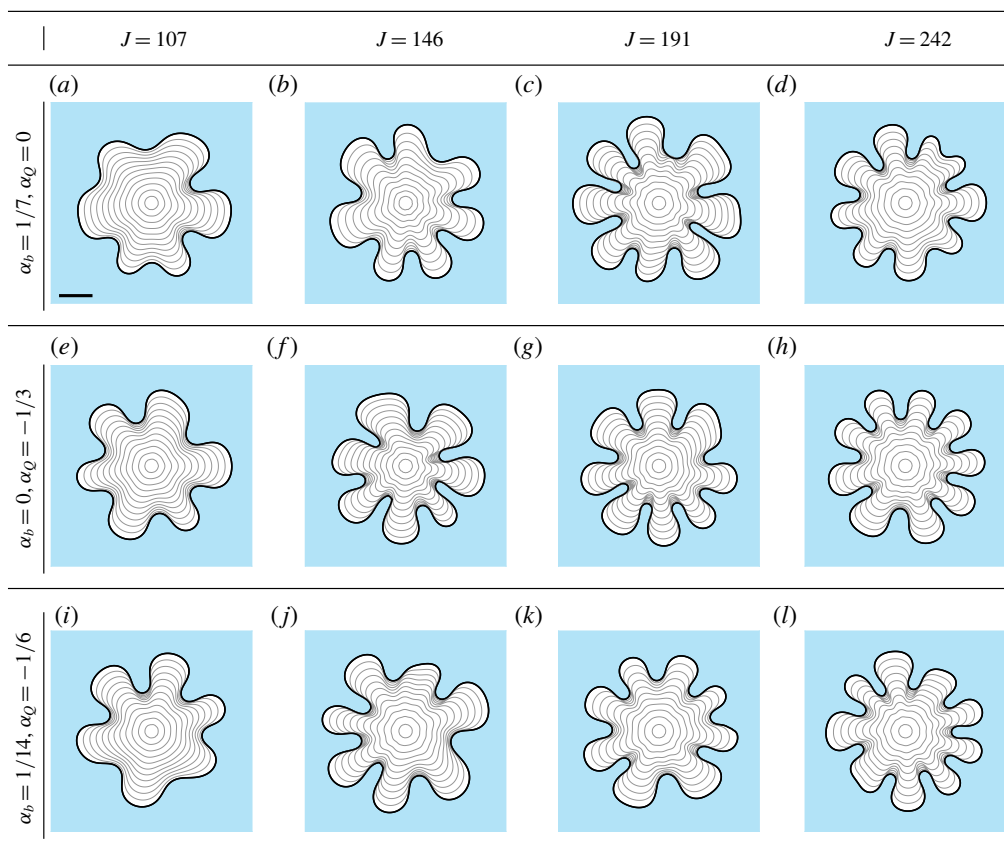 J = 107 J = 146 J = 191 J = 242
(a) (b) (c) (d)
α_b = 1/7, α_Q = 0
(e) (f) (g) (h)
α_b = 0, α_Q = −1/3
(i) (j) (k) (l)
α_b = 1/14, α_Q = −1/6